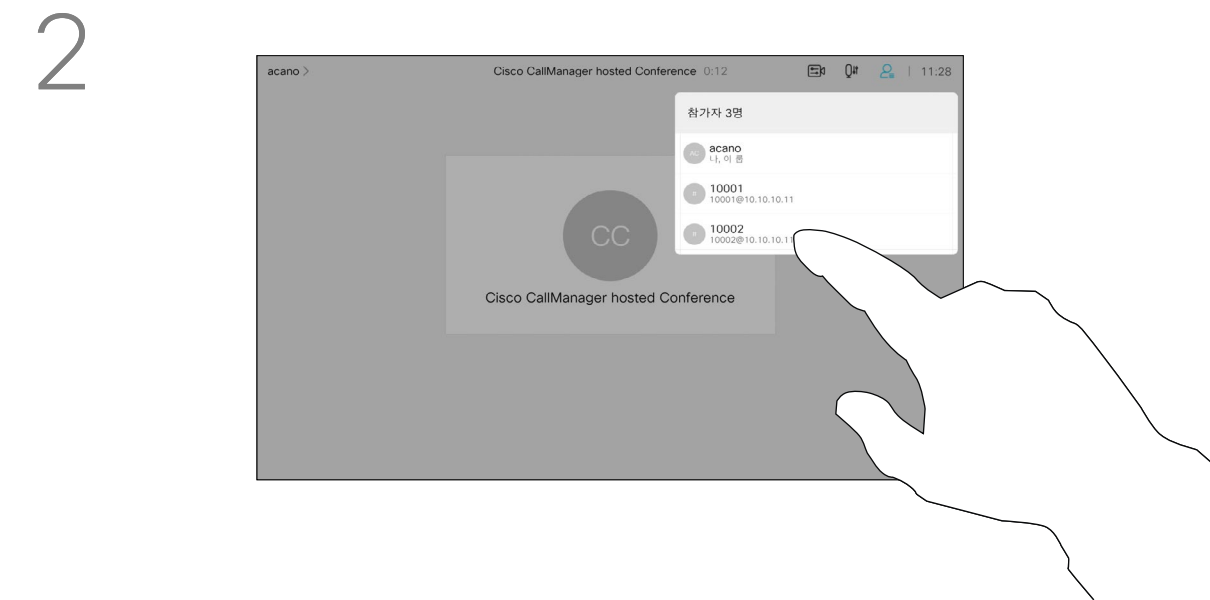 2
acano >
Cisco CallManager hosted Conference 0:12
11:28
참가자 3명
AC
acano
나, 이 룸
10001
10001@10.10.10.11
10002
10002@10.10.10.11
CC
Cisco CallManager hosted Conference